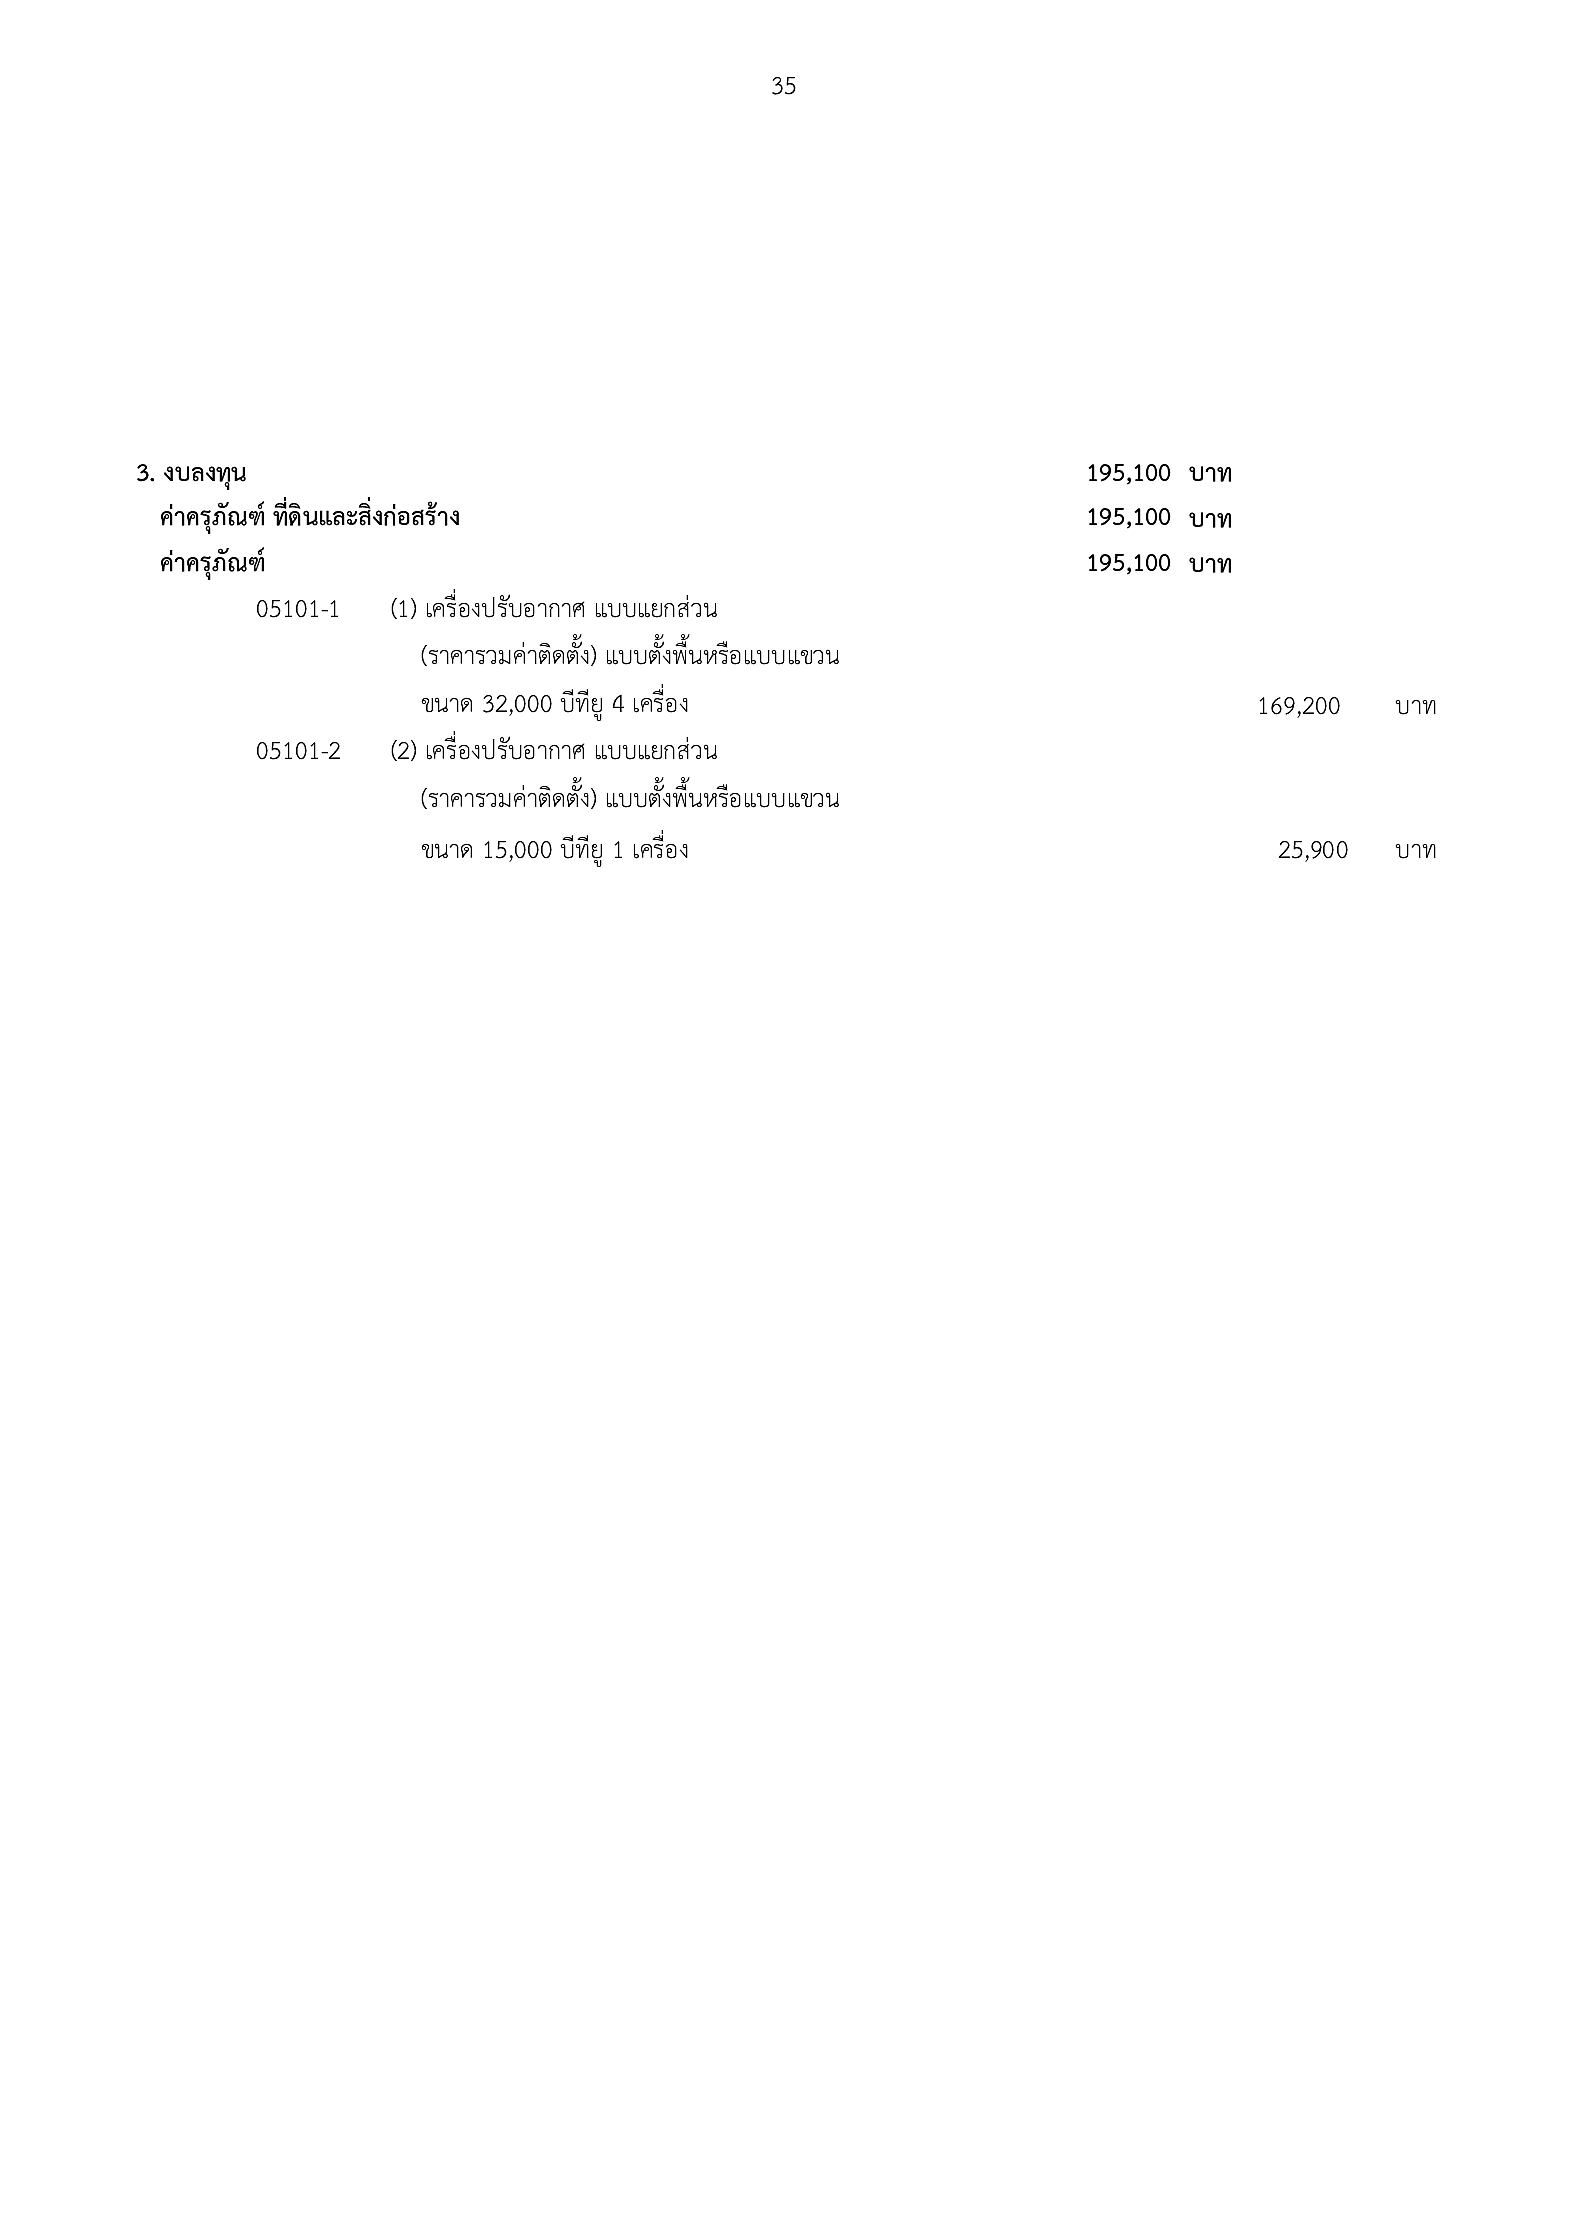 35
3. งบลงทุน 195,100 บาท
ค่าครุภัณฑ์ ที่ดินและสิ่งก่อสร้าง 195,100 บาท
ค่าครุภัณฑ์ 195,100 บาท
05101-1 (1) เครื่องปรับอากาศ แบบแยกส่วน
(ราคารวมค่าติดตั้ง) แบบตั้งพื้นหรือแบบแขวน
ขนาด 32,000 บีทียู 4 เครื่อง 169,200 บาท
05101-2 (2) เครื่องปรับอากาศ แบบแยกส่วน
(ราคารวมค่าติดตั้ง) แบบตั้งพื้นหรือแบบแขวน
ขนาด 15,000 บีทียู 1 เครื่อง 25,900 บาท